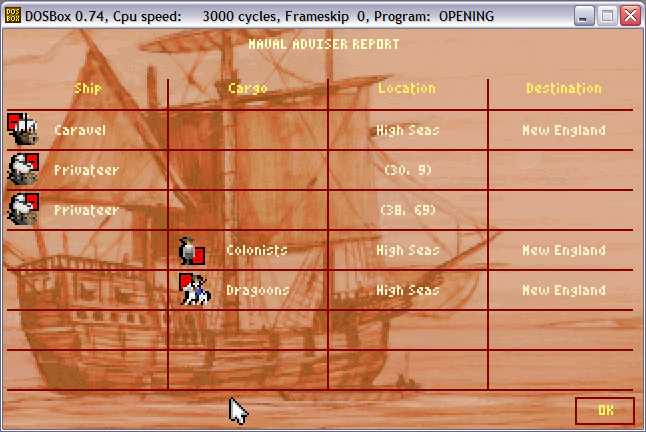 DOSBox 0.74, Cpu speed: 3000 cycles, Frameskip 0, Program: OPENING
NAVAL ADVISER REPORT
Ship Cargo Location Destination
Caravel High Seas New England
Privateer (30, 9)
Privateer (38, 69)
Colonists High Seas New England
Dragoons High Seas New England
OK